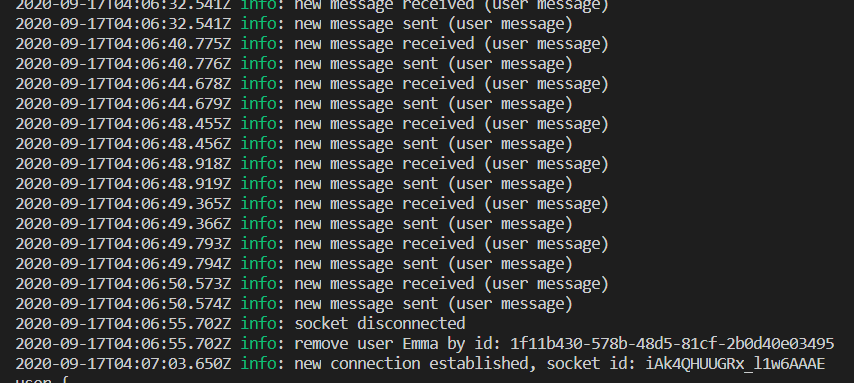 2020-09-17T04:06:32.541Z info: new message received (user message)
2020-09-17T04:06:32.541Z info: new message sent (user message)
2020-09-17T04:06:40.775Z info: new message received (user message)
2020-09-17T04:06:40.776Z info: new message sent (user message)
2020-09-17T04:06:44.678Z info: new message received (user message)
2020-09-17T04:06:44.679Z info: new message sent (user message)
2020-09-17T04:06:48.455Z info: new message received (user message)
2020-09-17T04:06:48.456Z info: new message sent (user message)
2020-09-17T04:06:48.918Z info: new message received (user message)
2020-09-17T04:06:48.919Z info: new message sent (user message)
2020-09-17T04:06:49.365Z info: new message received (user message)
2020-09-17T04:06:49.366Z info: new message sent (user message)
2020-09-17T04:06:49.793Z info: new message received (user message)
2020-09-17T04:06:49.794Z info: new message sent (user message)
2020-09-17T04:06:50.573Z info: new message received (user message)
2020-09-17T04:06:50.574Z info: new message sent (user message)
2020-09-17T04:06:55.702Z info: socket disconnected
2020-09-17T04:06:55.702Z info: remove user Emma by id: 1f11b430-578b-48d5-81cf-2b0d40e03495
2020-09-17T04:07:03.650Z info: new connection established, socket id: iAk4QHUUGRx_l1w6AAAE
user {